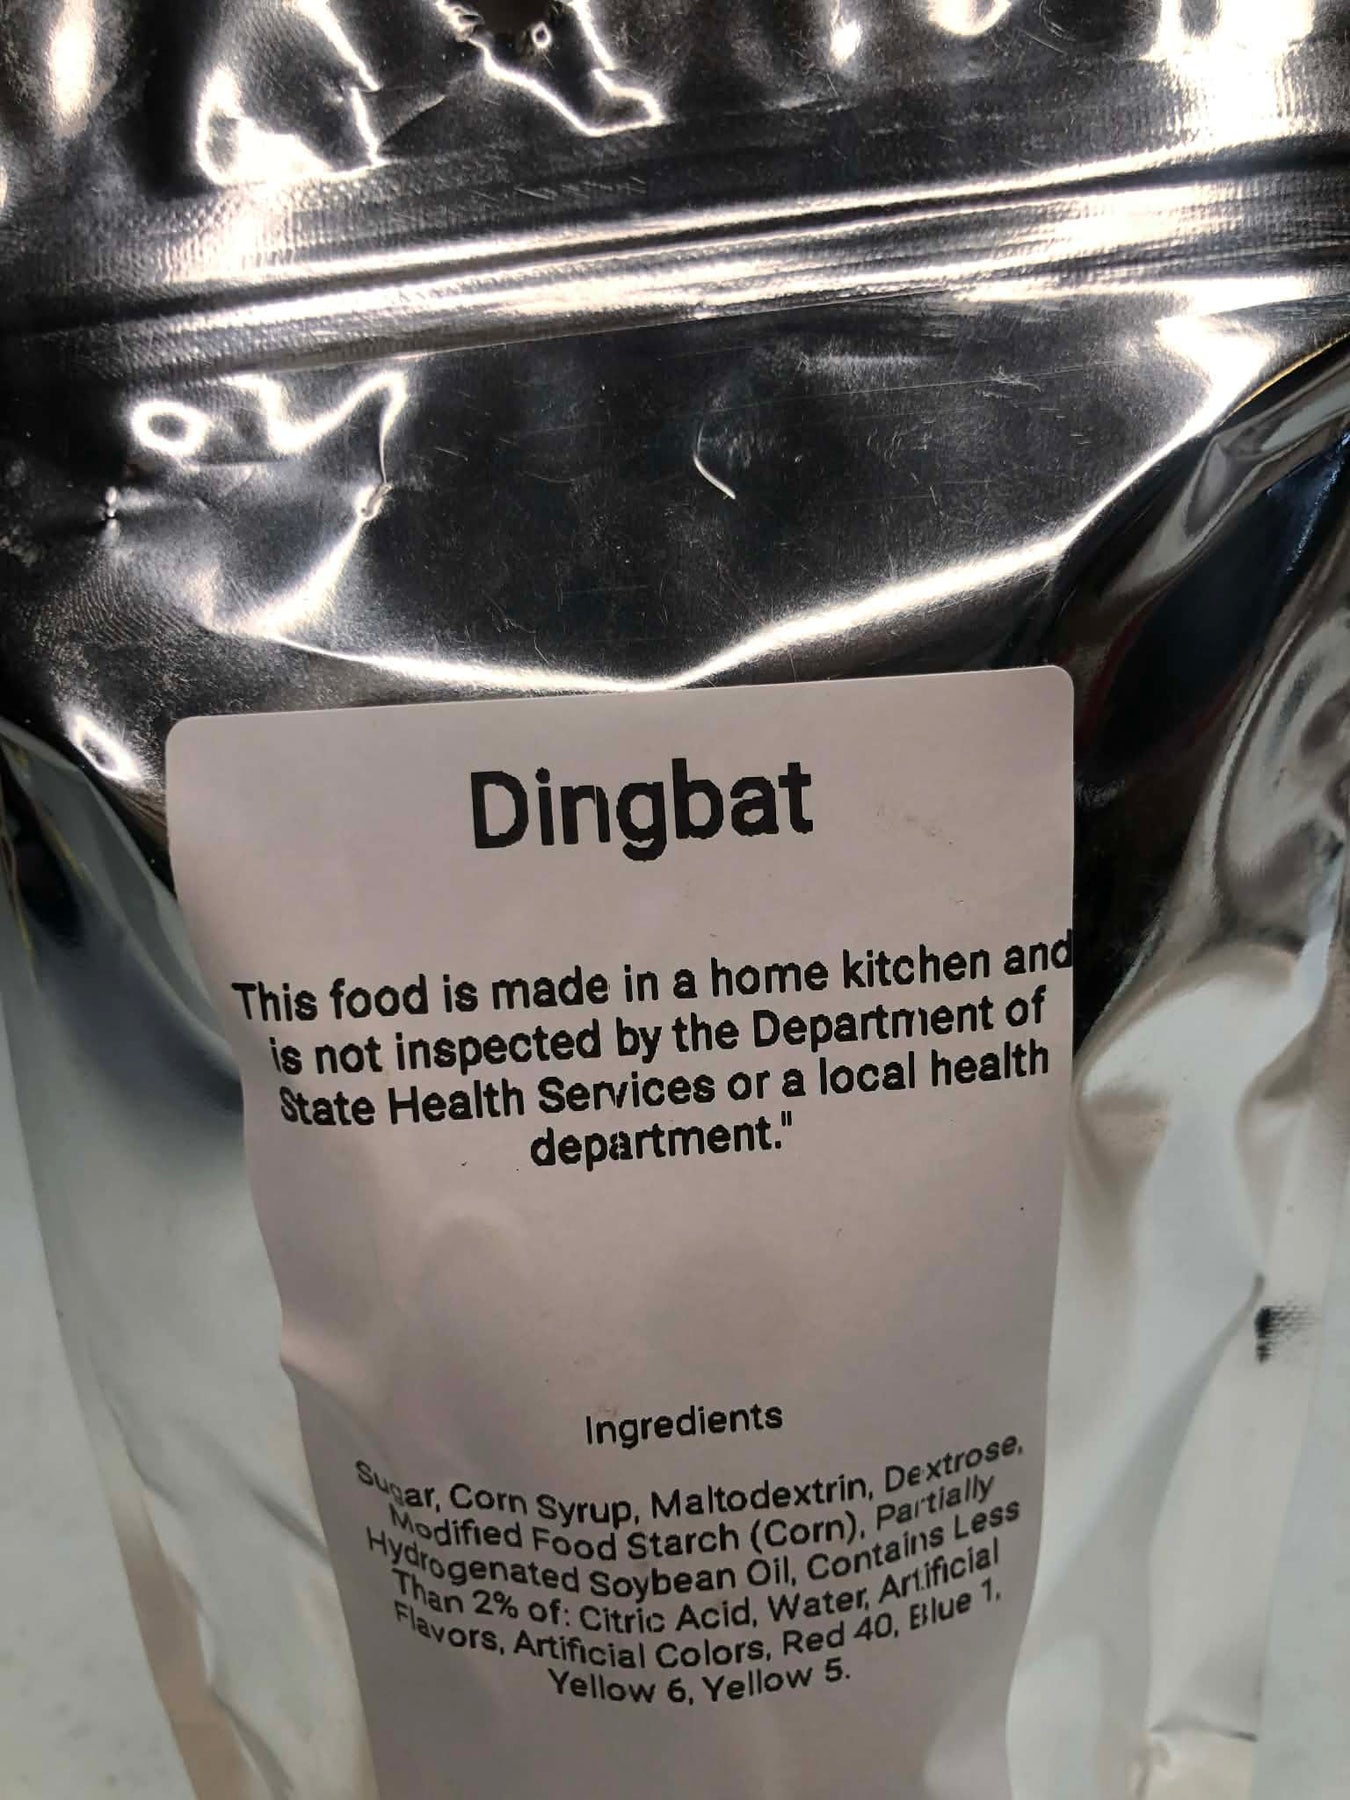 Dingbat
This food is made in a home kitchen and
is not inspected by the Department of
State Health Services or a local health
department."
Ingredients
Sugar, Corn Syrup, Maltodextrin, Dextrose,
Modified Food Starch (Corn), Partially
Hydrogenated Soybean Oil, Contains Less
Than 2% of: Citric Acid, Water, Artificial
Flavors, Artificial Colors, Red 40, Blue 1,
Yellow 6, Yellow 5.